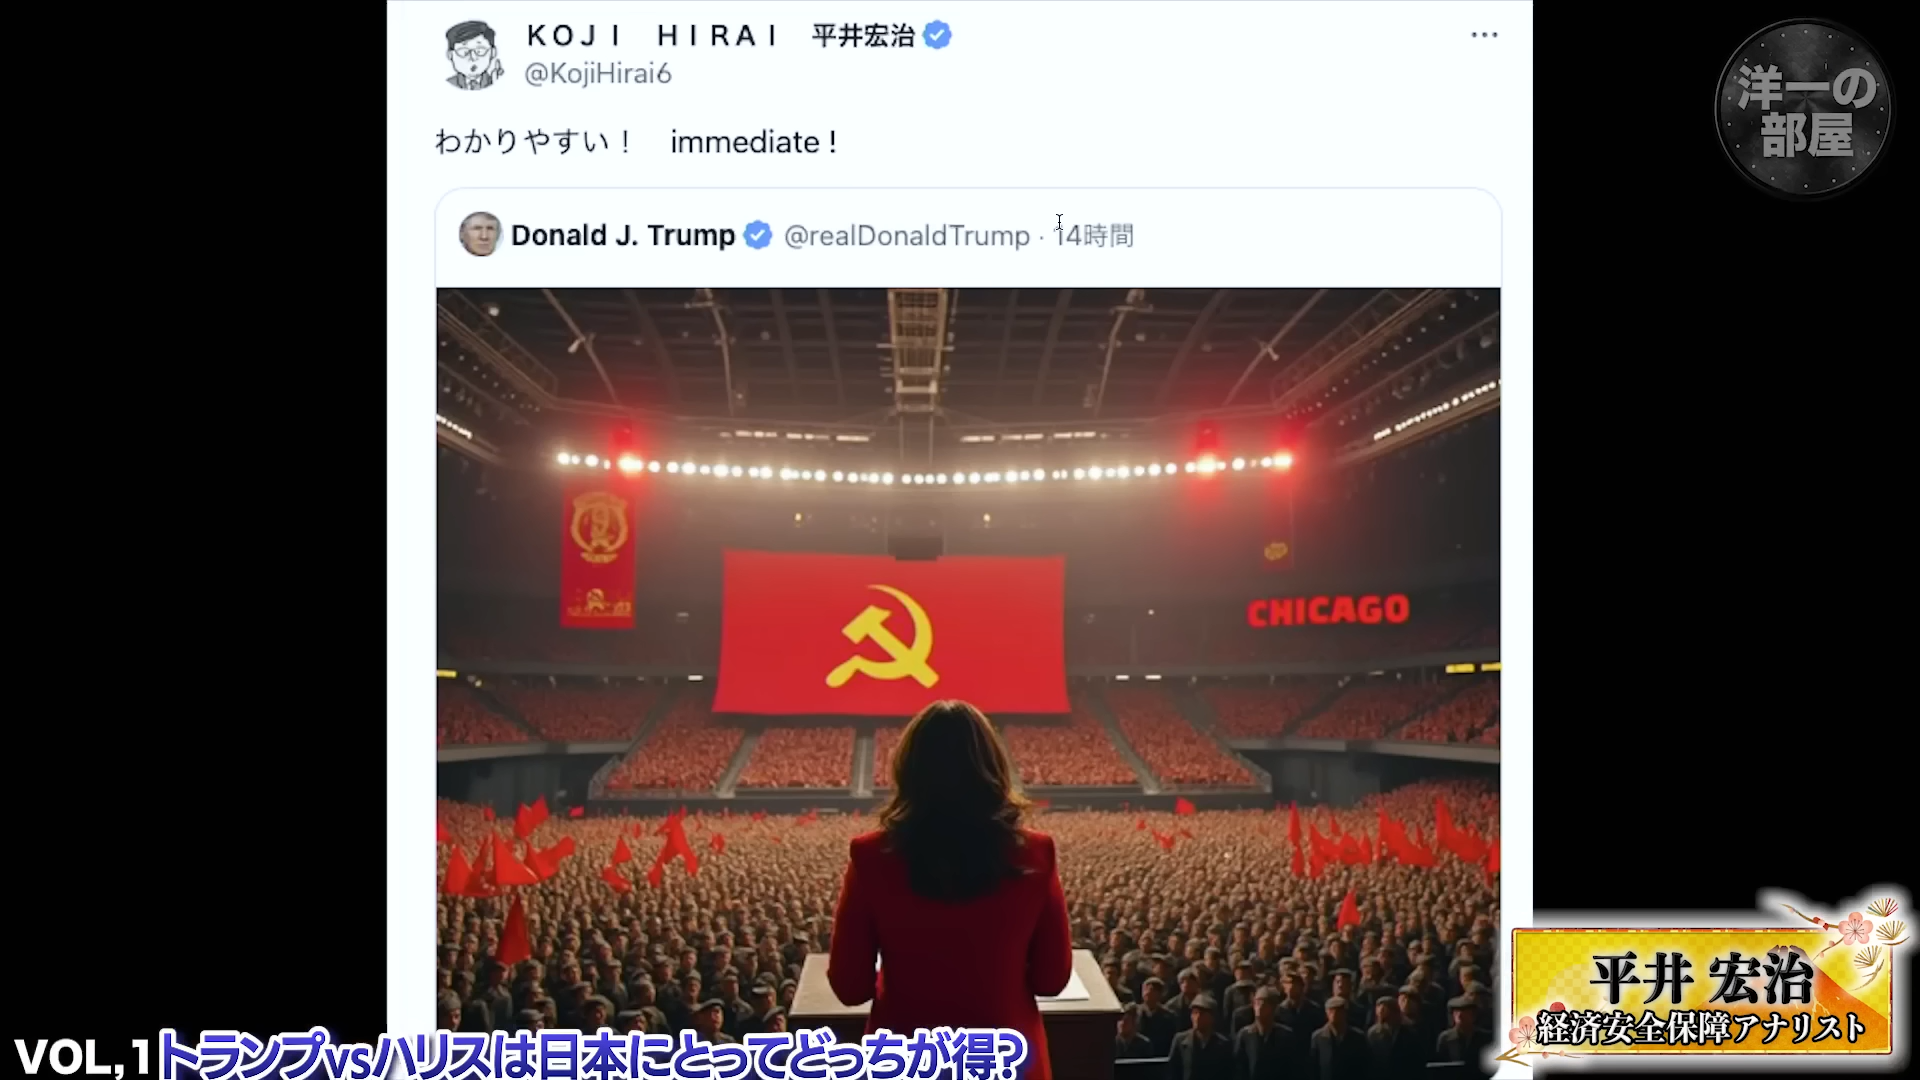 KOJI HIRAI 平井宏治
@KojiHirai6
わかりやすい！ immediate !
Donald J. Trump @realDonaldTrump · 14時間
CHICAGO
洋一の
部屋
平井 宏治
経済安全保障アナリスト
VOL,1トランプvsハリスは日本にとってどっちが得?